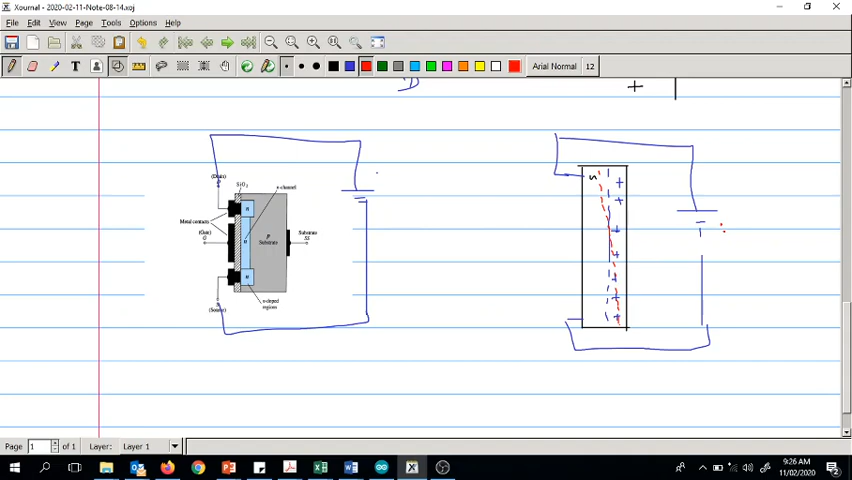 Xournal - 2020-02-11-Note-08-14.xoj
File Edit View Page Tools Options Help
Arial Normal 12
(Drain)
D
SiO₂
n-channel
Metal contacts
(Gate)
G
n
n
n
P
Substrate
Substrate
SS
S
(Source)
n-doped
regions
+
+
+
+
+
+
+
+
Page 1 of 1 Layer: Layer 1
9:26 AM
11/02/2020
2